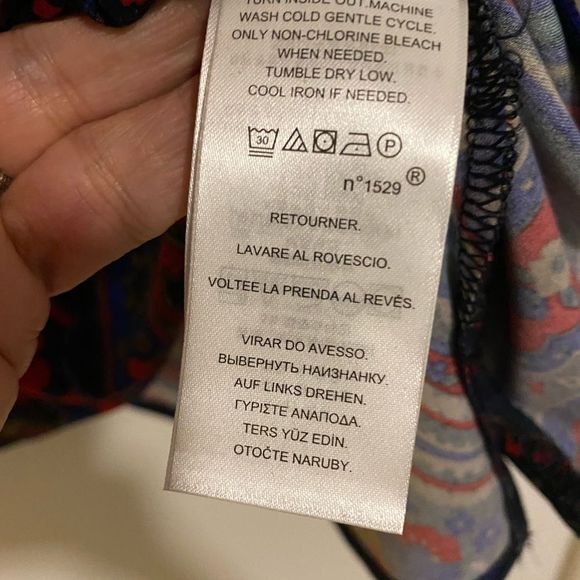 TURN INSIDE OUT.MACHINE
WASH COLD GENTLE CYCLE.
ONLY NON-CHLORINE BLEACH
WHEN NEEDED.
TUMBLE DRY LOW.
COOL IRON IF NEEDED.
30 P
n°1529 ®
RETOURNER.
LAVARE AL ROVESCIO.
VOLTEE LA PRENDA AL REVÉS.
VIRAR DO AVESSO.
ВЫВЕРНУТЬ НАИЗНАНКУ.
AUF LINKS DREHEN.
ΓΥΡΙΣΤΕ ΑΝΑΠΟΔΑ.
TERS YÜZ EDİN.
OTOČTE NARUBY.